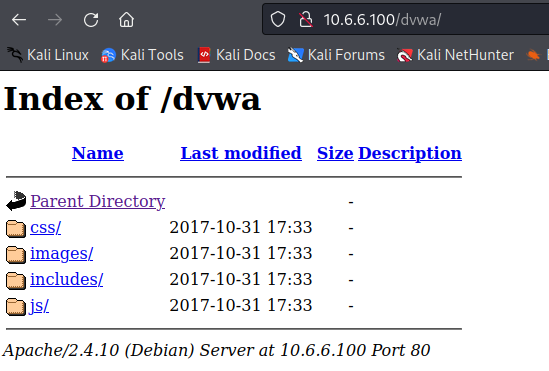 10.6.6.100/dvwa/
Kali Linux Kali Tools Kali Docs Kali Forums Kali NetHunter
Index of /dvwa
Name Last modified Size Description
Parent Directory -
css/ 2017-10-31 17:33 -
images/ 2017-10-31 17:33 -
includes/ 2017-10-31 17:33 -
js/ 2017-10-31 17:33 -
Apache/2.4.10 (Debian) Server at 10.6.6.100 Port 80